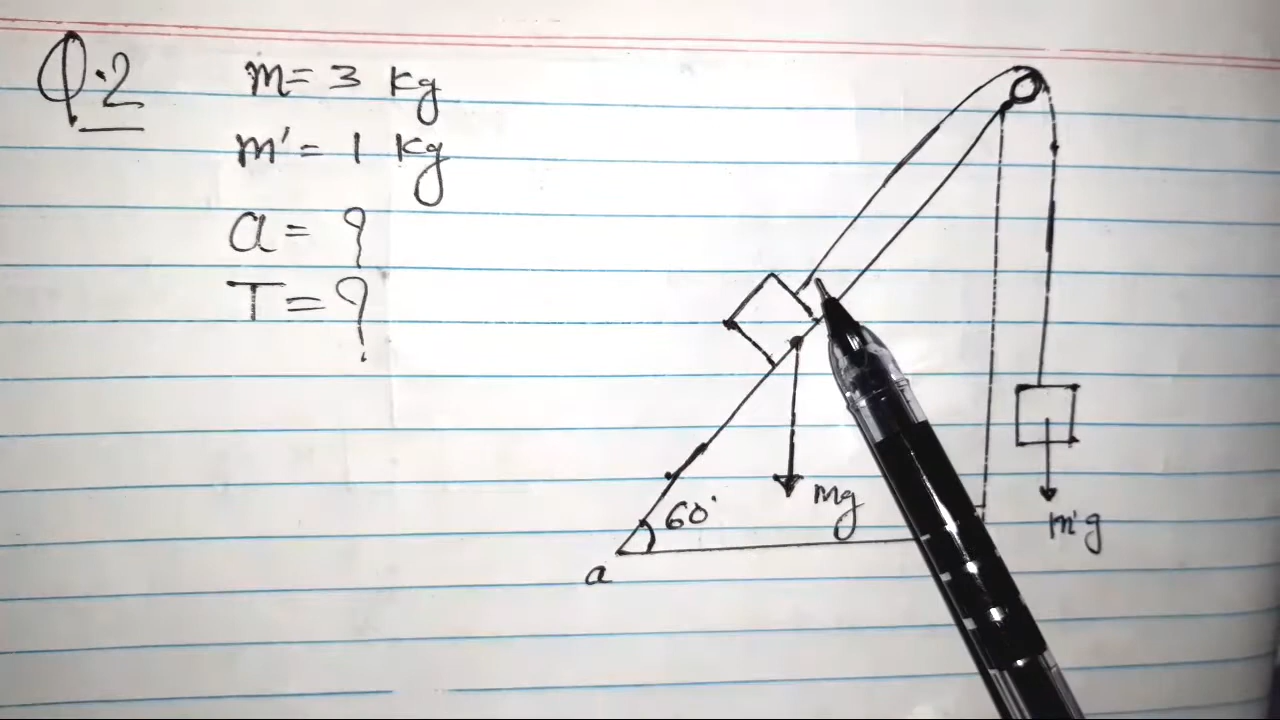 Q.2
m = 3 kg
m' = 1 kg
a = ?
T = ?
60°
mg
m'g
a